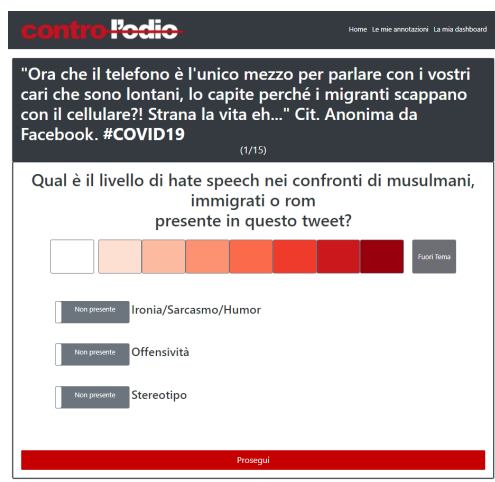 contro l'odio
Home Le mie annotazioni La mia dashboard
"Ora che il telefono è l'unico mezzo per parlare con i vostri
cari che sono lontani, lo capite perché i migranti scappano
con il cellulare?! Strana la vita eh..." Cit. Anonima da
Facebook. #COVID19
(1/15)
Qual è il livello di hate speech nei confronti di musulmani,
immigrati o rom
presente in questo tweet?
Fuori Tema
Non presente Ironia/Sarcasmo/Humor
Non presente Offensività
Non presente Stereotipo
Prosegui